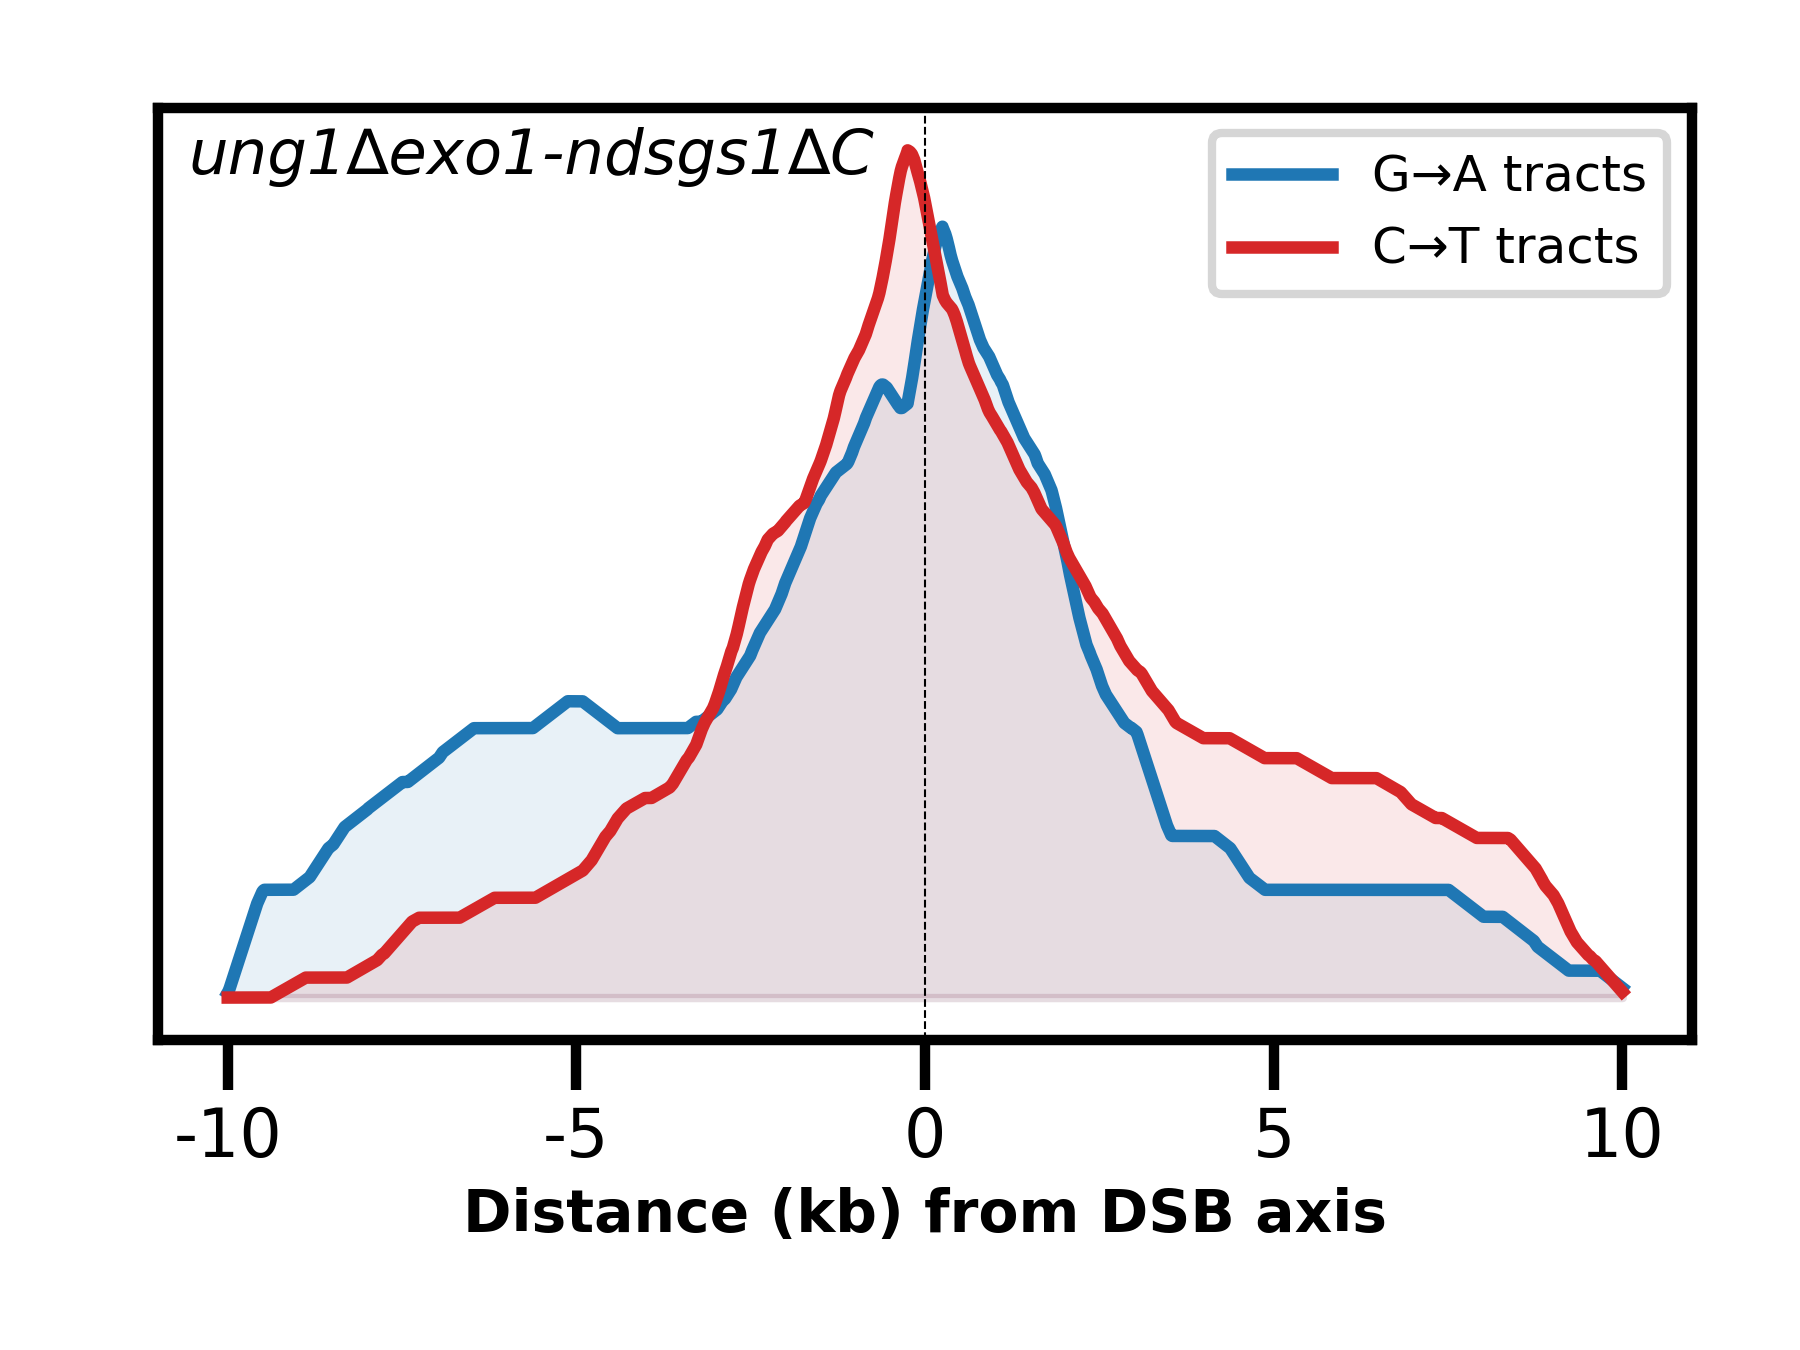 ung1Δexo1-ndsgs1ΔC
G→A tracts
C→T tracts
-10 -5 0 5 10
Distance (kb) from DSB axis